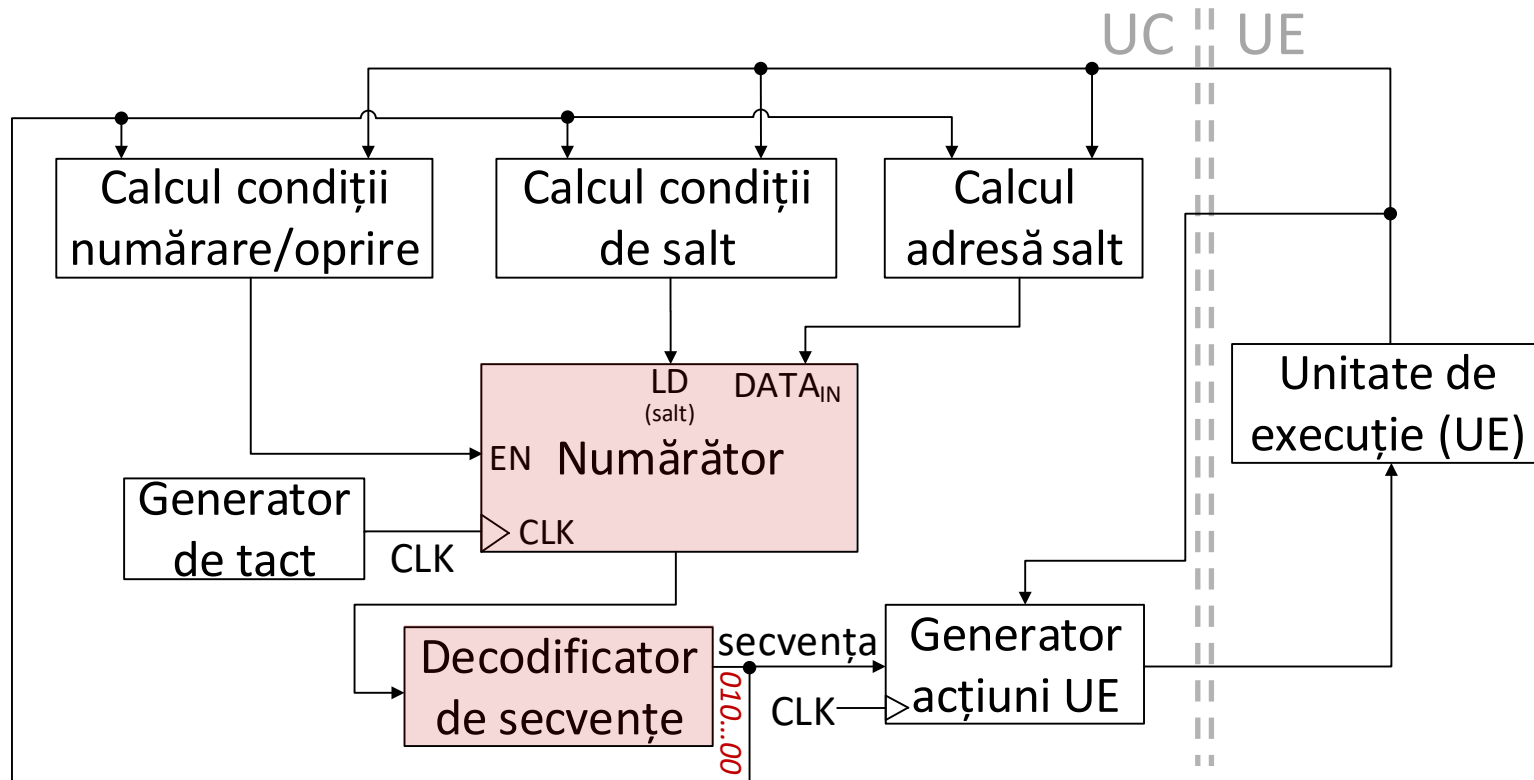 UC UE
Calcul condiții
numărare/oprire
Calcul condiții
de salt
Calcul
adresă salt
LD
(salt)
DATAIN
EN Numărător
CLK
Generator
de tact
CLK
Unitate de
execuție (UE)
Decodificator
de secvențe
secvența
010...00
CLK
Generator
acțiuni UE